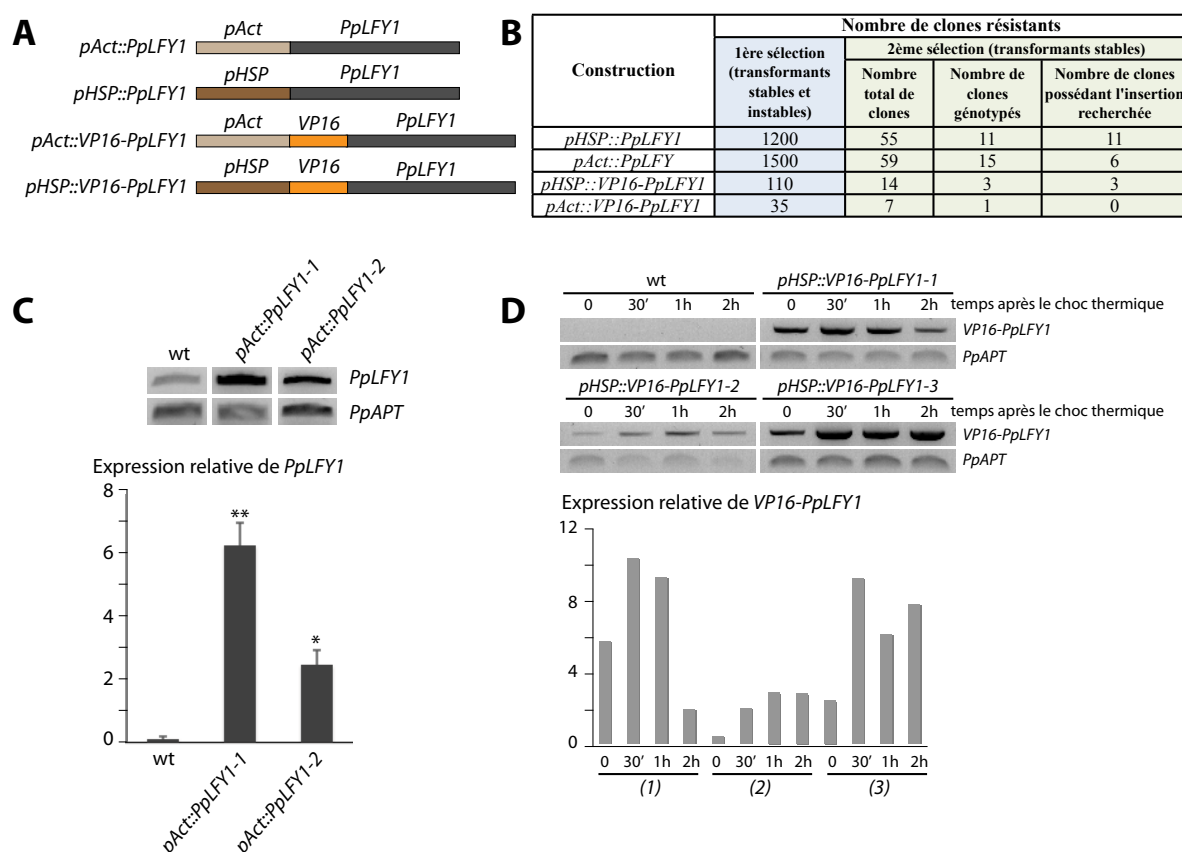 A
pAct PpLFY1
pAct::PpLFY1
pHSP PpLFY1
pHSP::PpLFY1
pAct VP16 PpLFY1
pAct::VP16-PpLFY1
pHSP VP16 PpLFY1
pHSP::VP16-PpLFY1
B
Construction
Nombre de clones résistants
1ère sélection
(transformants
stables et
instables)
2ème sélection (transformants stables)
Nombre
total de
clones
Nombre de
clones
génotypés
Nombre de clones
possédant l'insertion
recherchée
pHSP::PpLFY1 1200 55 11 11
pAct::PpLFY 1500 59 15 6
pHSP::VP16-PpLFY1 110 14 3 3
pAct::VP16-PpLFY1 35 7 1 0
C
wt pAct::PpLFY1-1 pAct::PpLFY1-2
PpLFY1
PpAPT
Expression relative de PpLFY1
8
6
4
2
0
**
*
wt pAct::PpLFY1-1 pAct::PpLFY1-2
D
wt pHSP::VP16-PpLFY1-1
0 30’ 1h 2h 0 30’ 1h 2h temps après le choc thermique
VP16-PpLFY1
PpAPT
pHSP::VP16-PpLFY1-2 pHSP::VP16-PpLFY1-3
0 30’ 1h 2h 0 30’ 1h 2h temps après le choc thermique
VP16-PpLFY1
PpAPT
Expression relative de VP16-PpLFY1
12
8
4
0
0 30’ 1h 2h 0 30’ 1h 2h 0 30’ 1h 2h
(1) (2) (3)